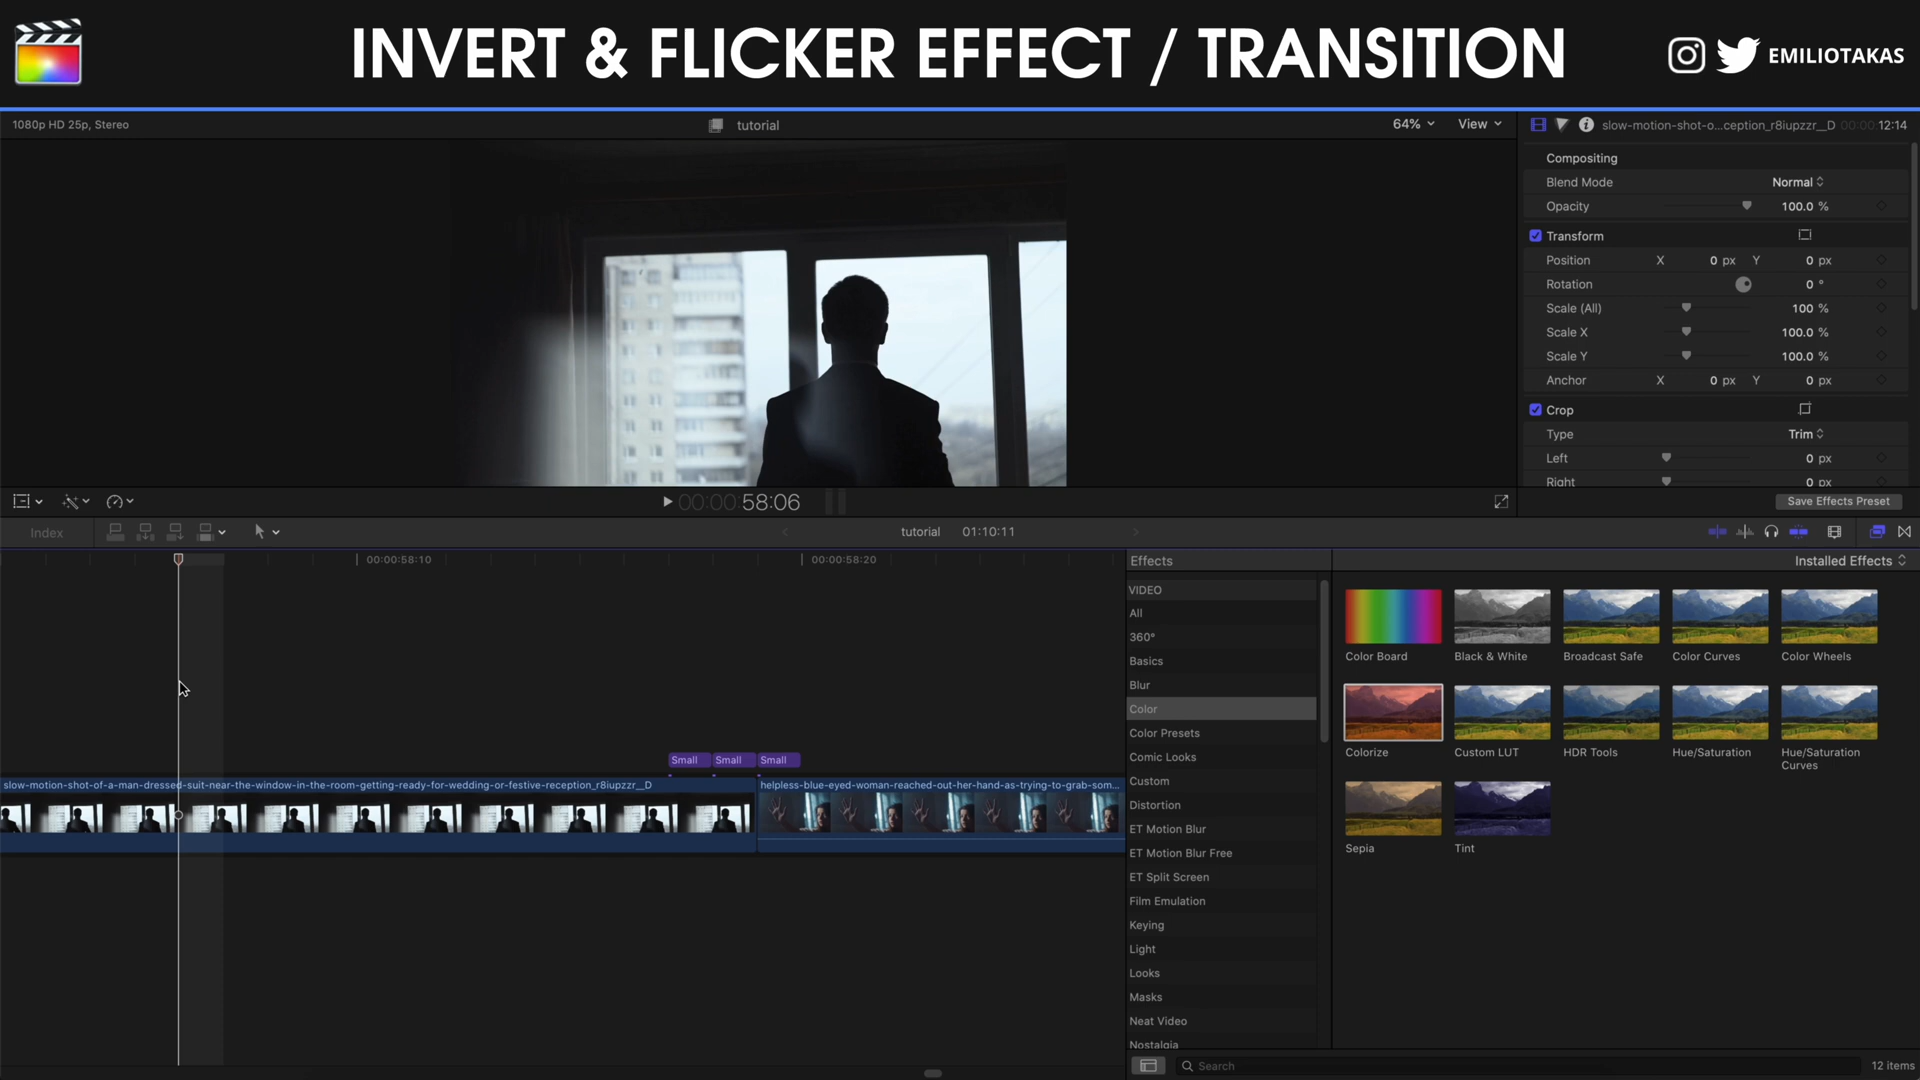 INVERT & FLICKER EFFECT / TRANSITION
EMILIOTAKAS
1080p HD 25p, Stereo
tutorial
64%
View
slow-motion-shot-o...ception_r8iupzzr__D
00:00:12:14
Compositing
Blend Mode Normal
Opacity 100.0 %
Transform
Position X 0 px Y 0 px
Rotation 0 °
Scale (All) 100 %
Scale X 100.0 %
Scale Y 100.0 %
Anchor X 0 px Y 0 px
Crop
Type Trim
Left 0 px
Right 0 px
00:00:58:06
Save Effects Preset
Index
tutorial 01:10:11
00:00:58:10
00:00:58:20
Small
Small
Small
slow-motion-shot-of-a-man-dressed-suit-near-the-window-in-the-room-getting-ready-for-wedding-or-festive-reception_r8iupzzr__D
helpless-blue-eyed-woman-reached-out-her-hand-as-trying-to-grab-som...
Effects
Installed Effects
VIDEO
All
360°
Basics
Blur
Color
Color Presets
Comic Looks
Custom
Distortion
ET Motion Blur
ET Motion Blur Free
ET Split Screen
Film Emulation
Keying
Light
Looks
Masks
Neat Video
Nostalgia
Color Board
Black & White
Broadcast Safe
Color Curves
Color Wheels
Colorize
Custom LUT
HDR Tools
Hue/Saturation
Hue/Saturation
Curves
Sepia
Tint
Search
12 items